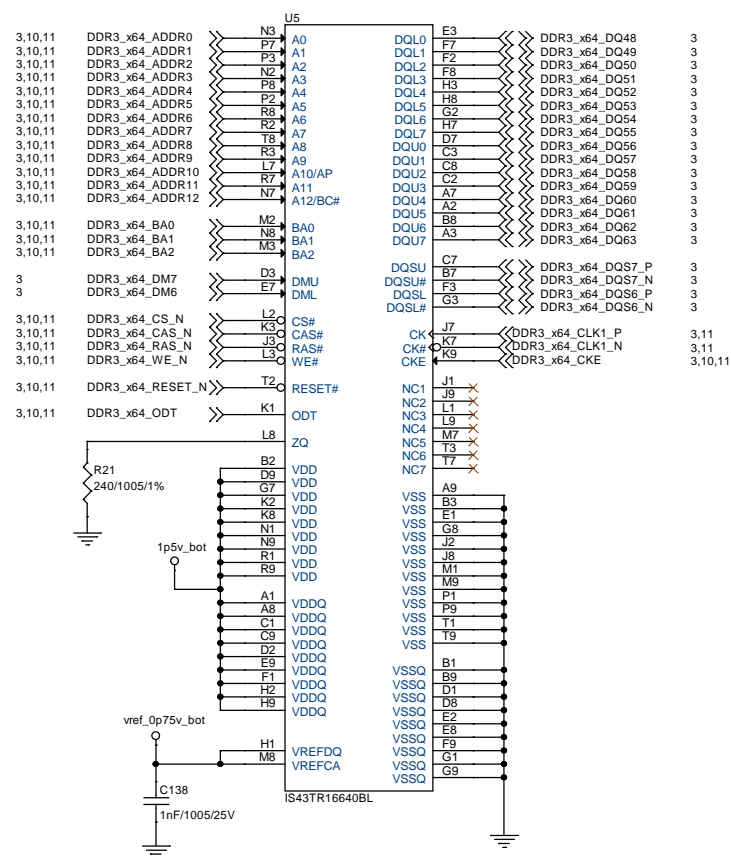 U5
3,10,11 DDR3_x64_ADDR0 N3 A0
3,10,11 DDR3_x64_ADDR1 P7 A1
3,10,11 DDR3_x64_ADDR2 P3 A2
3,10,11 DDR3_x64_ADDR3 N2 A3
3,10,11 DDR3_x64_ADDR4 P8 A4
3,10,11 DDR3_x64_ADDR5 P2 A5
3,10,11 DDR3_x64_ADDR6 R8 A6
3,10,11 DDR3_x64_ADDR7 R2 A7
3,10,11 DDR3_x64_ADDR8 T8 A8
3,10,11 DDR3_x64_ADDR9 R3 A9
3,10,11 DDR3_x64_ADDR10 L7 A10/AP
3,10,11 DDR3_x64_ADDR11 R7 A11
3,10,11 DDR3_x64_ADDR12 N7 A12/BC#
3,10,11 DDR3_x64_BA0 M2 BA0
3,10,11 DDR3_x64_BA1 N8 BA1
3,10,11 DDR3_x64_BA2 M3 BA2
3 DDR3_x64_DM7 D3 DMU
3 DDR3_x64_DM6 E7 DML
3,10,11 DDR3_x64_CS_N L2 CS#
3,10,11 DDR3_x64_CAS_N K3 CAS#
3,10,11 DDR3_x64_RAS_N J3 RAS#
3,10,11 DDR3_x64_WE_N L3 WE#
3,10,11 DDR3_x64_RESET_N T2 RESET#
3,10,11 DDR3_x64_ODT K1 ODT
L8 ZQ
R21
240/1005/1%
B2 VDD
D9 VDD
G7 VDD
K2 VDD
K8 VDD
N1 VDD
N9 VDD
R1 VDD
R9 VDD
1p5v_bot
A1 VDDQ
A8 VDDQ
C1 VDDQ
C9 VDDQ
D2 VDDQ
E9 VDDQ
F1 VDDQ
H2 VDDQ
H9 VDDQ
vref_0p75v_bot
H1 VREFDQ
M8 VREFCA
C138
1nF/1005/25V
DQL0 E3 DDR3_x64_DQ48 3
DQL1 F7 DDR3_x64_DQ49 3
DQL2 F2 DDR3_x64_DQ50 3
DQL3 F8 DDR3_x64_DQ51 3
DQL4 H3 DDR3_x64_DQ52 3
DQL5 H8 DDR3_x64_DQ53 3
DQL6 G2 DDR3_x64_DQ54 3
DQL7 H7 DDR3_x64_DQ55 3
DQU0 D7 DDR3_x64_DQ56 3
DQU1 C3 DDR3_x64_DQ57 3
DQU2 C8 DDR3_x64_DQ58 3
DQU3 C2 DDR3_x64_DQ59 3
DQU4 A7 DDR3_x64_DQ60 3
DQU5 A2 DDR3_x64_DQ61 3
DQU6 B8 DDR3_x64_DQ62 3
DQU7 A3 DDR3_x64_DQ63 3
DQSU C7 DDR3_x64_DQS7_P 3
DQSU# B7 DDR3_x64_DQS7_N 3
DQSL F3 DDR3_x64_DQS6_P 3
DQSL# G3 DDR3_x64_DQS6_N 3
CK J7 DDR3_x64_CLK1_P 3,11
CK# K7 DDR3_x64_CLK1_N 3,11
CKE K9 DDR3_x64_CKE 3,10,11
NC1 J1
NC2 J9
NC3 L1
NC4 L9
NC5 M7
NC6 T3
NC7 T7
VSS A9
VSS B3
VSS E1
VSS G8
VSS J2
VSS J8
VSS M1
VSS M9
VSS P1
VSS P9
VSS T1
VSS T9
VSSQ B1
VSSQ B9
VSSQ D1
VSSQ D8
VSSQ E2
VSSQ E8
VSSQ F9
VSSQ G1
VSSQ G9
IS43TR16640BL